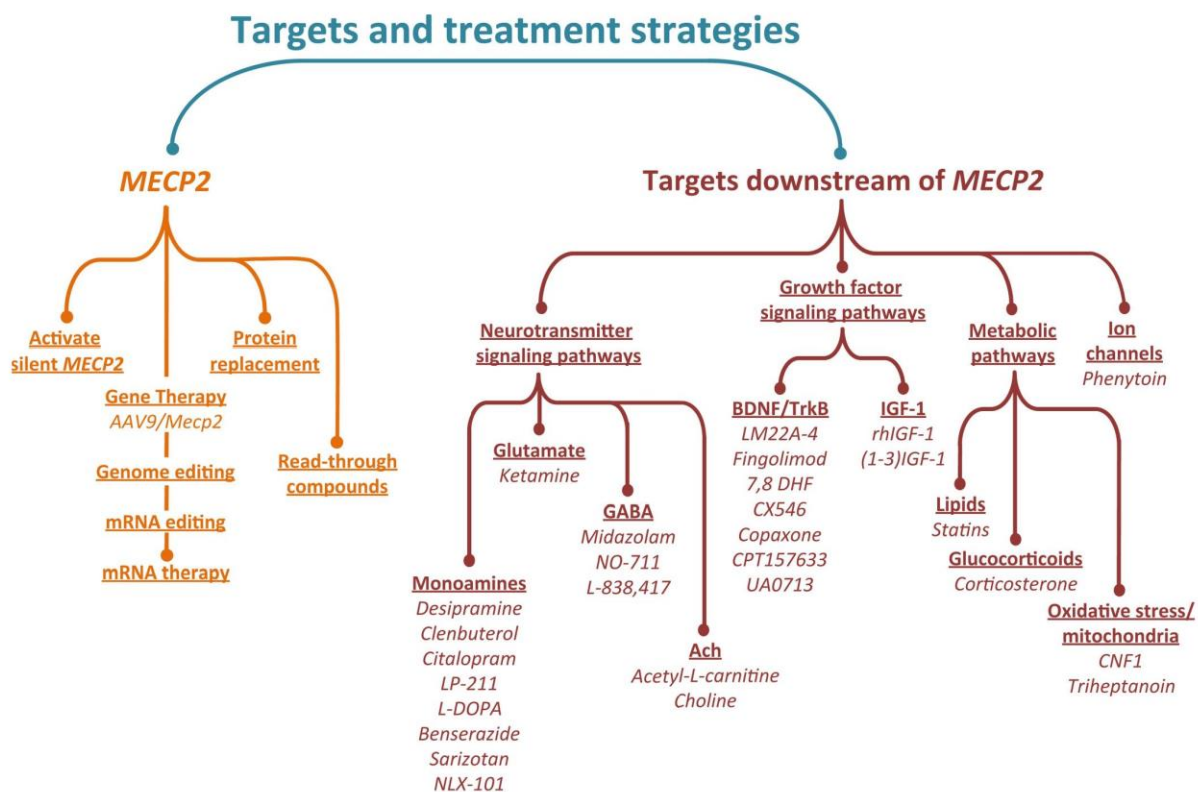 Targets and treatment strategies
MECP2
Activate
silent MECP2
Gene Therapy
AAV9/Mecp2
Genome editing
mRNA editing
mRNA therapy
Protein
replacement
Read-through
compounds
Targets downstream of MECP2
Neurotransmitter
signaling pathways
Monoamines
Desipramine
Clenbuterol
Citalopram
LP-211
L-DOPA
Benserazide
Sarizotan
NLX-101
Glutamate
Ketamine
GABA
Midazolam
NO-711
L-838,417
Ach
Acetyl-L-carnitine
Choline
Growth factor
signaling pathways
BDNF/TrkB
LM22A-4
Fingolimod
7,8 DHF
CX546
Copaxone
CPT157633
UA0713
IGF-1
rhIGF-1
(1-3)IGF-1
Metabolic
pathways
Lipids
Statins
Glucocorticoids
Corticosterone
Oxidative stress/
mitochondria
CNF1
Triheptanoin
Ion
channels
Phenytoin